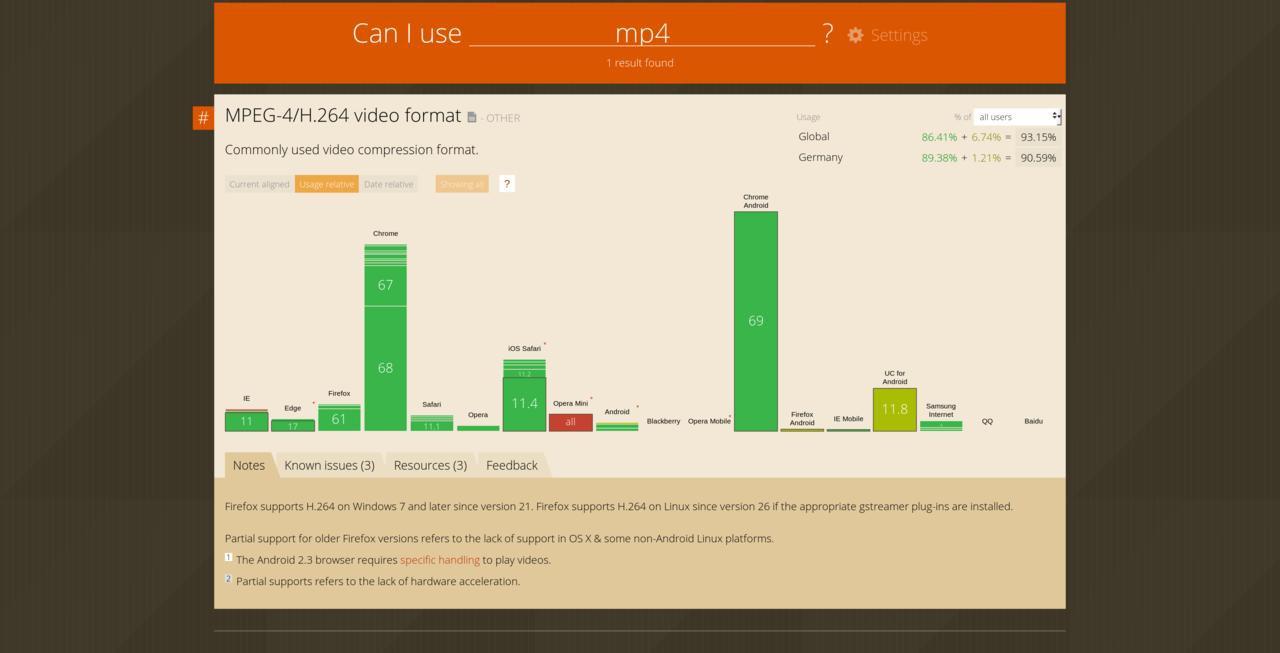 Can I use mp4 ? Settings
1 result found
# MPEG-4/H.264 video format - OTHER
Usage % of all users
Global 86.41% + 6.74% = 93.15%
Commonly used video compression format.
Germany 89.38% + 1.21% = 90.59%
Current aligned Usage relative Date relative Showing all ?
IE
11
Edge *
17
Firefox
61
Chrome
67
68
Safari
11.1
Opera
iOS Safari *
11.2
11.4
Opera Mini *
all
Android *
Blackberry
Opera Mobile *
Chrome
Android
69
Firefox
Android
IE Mobile
UC for
Android
11.8
Samsung
Internet
QQ
Baidu
Notes Known issues (3) Resources (3) Feedback
Firefox supports H.264 on Windows 7 and later since version 21. Firefox supports H.264 on Linux since version 26 if the appropriate gstreamer plug-ins are installed.
Partial support for older Firefox versions refers to the lack of support in OS X & some non-Android Linux platforms.
1 The Android 2.3 browser requires specific handling to play videos.
2 Partial supports refers to the lack of hardware acceleration.